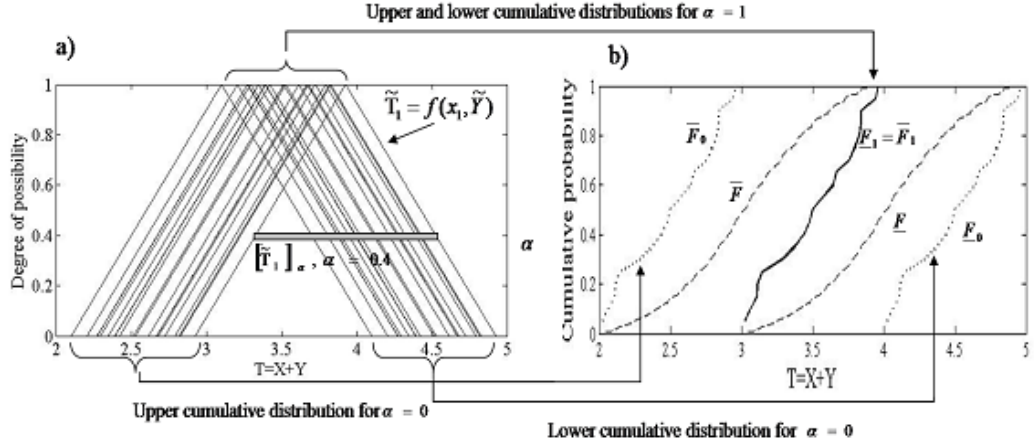 Upper and lower cumulative distributions for α = 1
a)
T̃₁ = f(x₁, Ỹ)
Degree of possibility
1
0.8
0.6
0.4
0.2
0
[T̃₁]α , α = 0.4
α
2 2.5 3 3.5 4 4.5 5
T=X+Y
b)
Cumulative probability
1
0.8
0.6
0.4
0.2
0
F̅₀
F̲₁ = F̅₁
F̅
F̲
F̲₀
2 2.5 3 3.5 4 4.5 5
T=X+Y
Upper cumulative distribution for α = 0
Lower cumulative distribution for α = 0